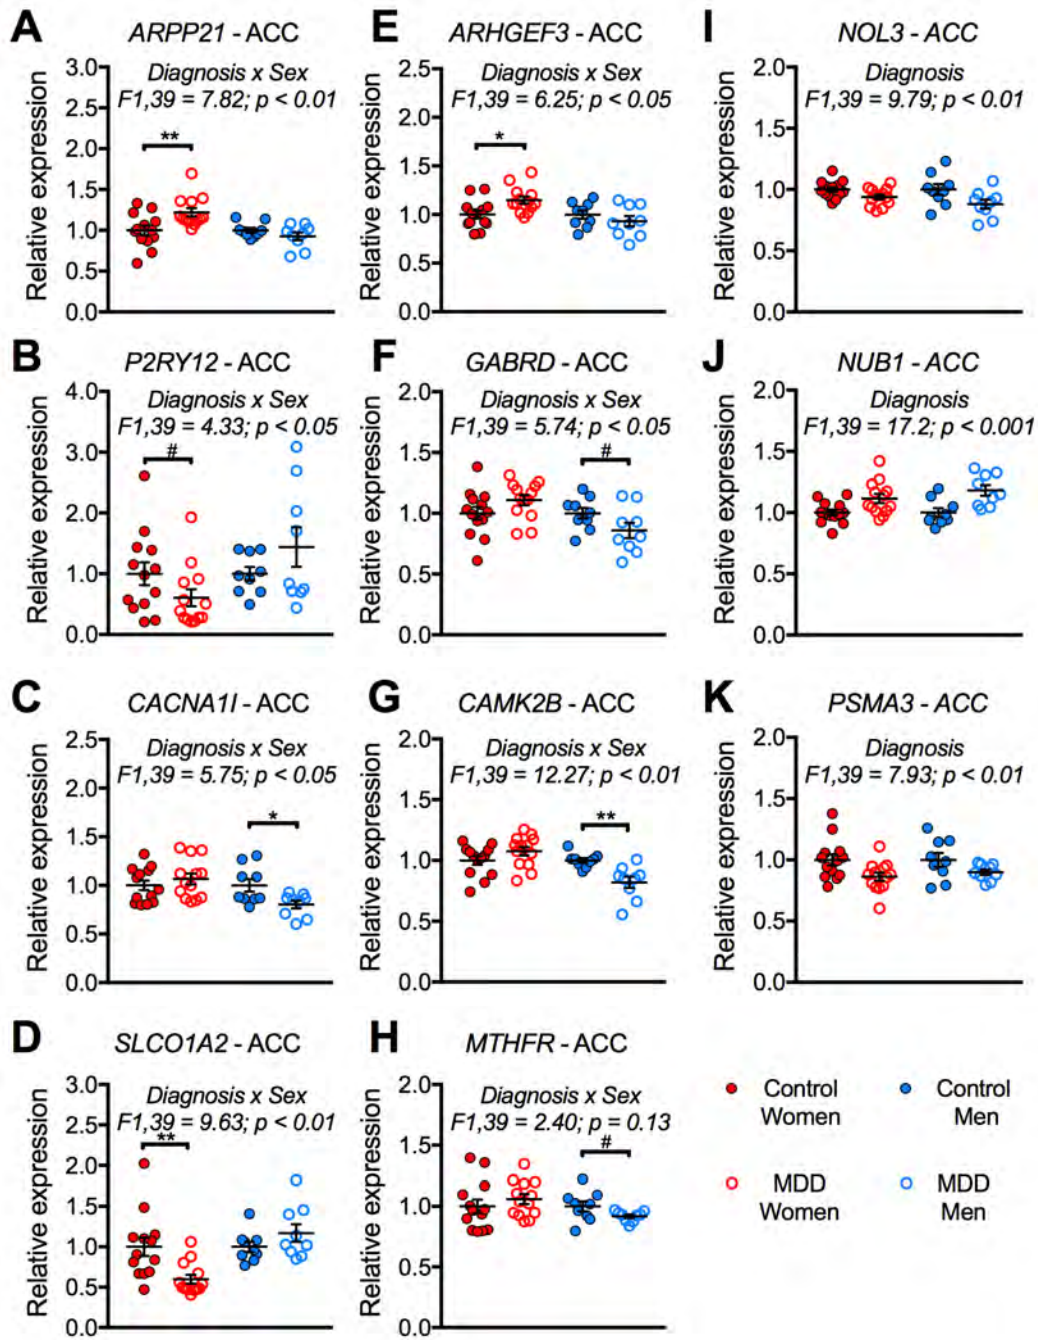 A
ARPP21 - ACC
Diagnosis x Sex
F1,39 = 7.82; p < 0.01
**
Relative expression
3.0
2.5
2.0
1.5
1.0
0.5
0.0
E
ARHGEF3 - ACC
Diagnosis x Sex
F1,39 = 6.25; p < 0.05
*
Relative expression
2.5
2.0
1.5
1.0
0.5
0.0
I
NOL3 - ACC
Diagnosis
F1,39 = 9.79; p < 0.01
Relative expression
2.0
1.5
1.0
0.5
0.0
B
P2RY12 - ACC
Diagnosis x Sex
F1,39 = 4.33; p < 0.05
#
Relative expression
4.0
3.0
2.0
1.0
0.0
F
GABRD - ACC
Diagnosis x Sex
F1,39 = 5.74; p < 0.05
#
Relative expression
2.0
1.5
1.0
0.5
0.0
J
NUB1 - ACC
Diagnosis
F1,39 = 17.2; p < 0.001
Relative expression
2.0
1.5
1.0
0.5
0.0
C
CACNA1I - ACC
Diagnosis x Sex
F1,39 = 5.75; p < 0.05
*
Relative expression
2.5
2.0
1.5
1.0
0.5
0.0
G
CAMK2B - ACC
Diagnosis x Sex
F1,39 = 12.27; p < 0.01
**
Relative expression
2.0
1.5
1.0
0.5
0.0
K
PSMA3 - ACC
Diagnosis
F1,39 = 7.93; p < 0.01
Relative expression
2.0
1.5
1.0
0.5
0.0
D
SLCO1A2 - ACC
Diagnosis x Sex
F1,39 = 9.63; p < 0.01
**
Relative expression
3.0
2.5
2.0
1.5
1.0
0.5
0.0
H
MTHFR - ACC
Diagnosis x Sex
F1,39 = 2.40; p = 0.13
#
Relative expression
2.0
1.5
1.0
0.5
0.0
Control
Women
Control
Men
MDD
Women
MDD
Men